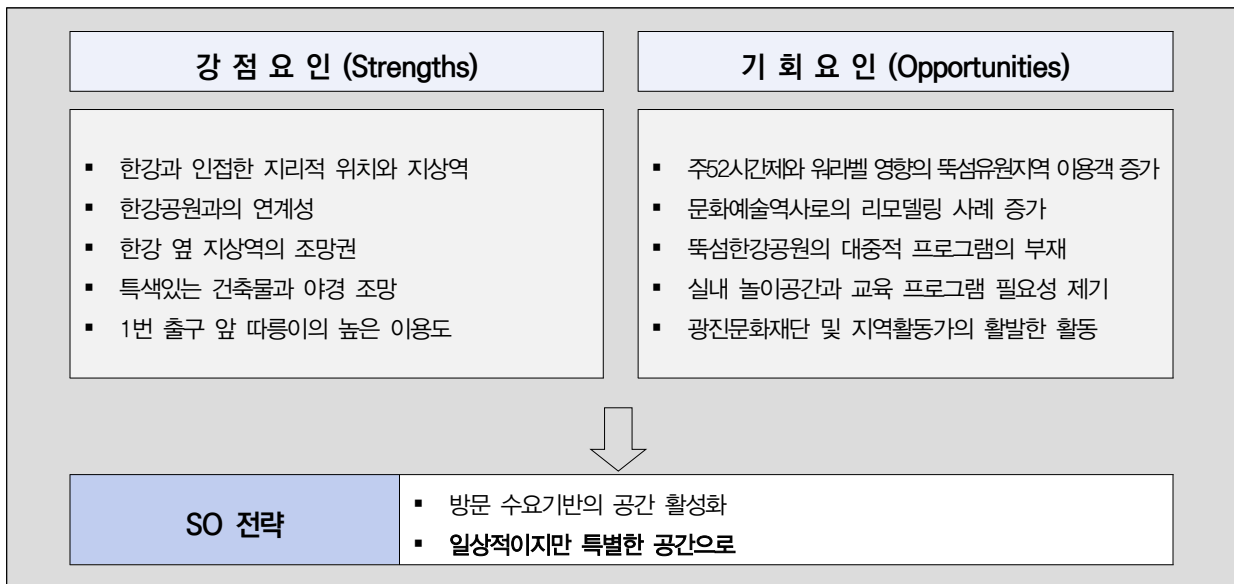 강 점 요 인 (Strengths)
▪ 한강과 인접한 지리적 위치와 지상역
▪ 한강공원과의 연계성
▪ 한강 옆 지상역의 조망권
▪ 특색있는 건축물과 야경 조망
▪ 1번 출구 앞 따릉이의 높은 이용도
기 회 요 인 (Opportunities)
▪ 주52시간제와 워라벨 영향의 뚝섬유원지역 이용객 증가
▪ 문화예술역사로의 리모델링 사례 증가
▪ 뚝섬한강공원의 대중적 프로그램의 부재
▪ 실내 놀이공간과 교육 프로그램 필요성 제기
▪ 광진문화재단 및 지역활동가의 활발한 활동
SO 전략
▪ 방문 수요기반의 공간 활성화
▪ 일상적이지만 특별한 공간으로